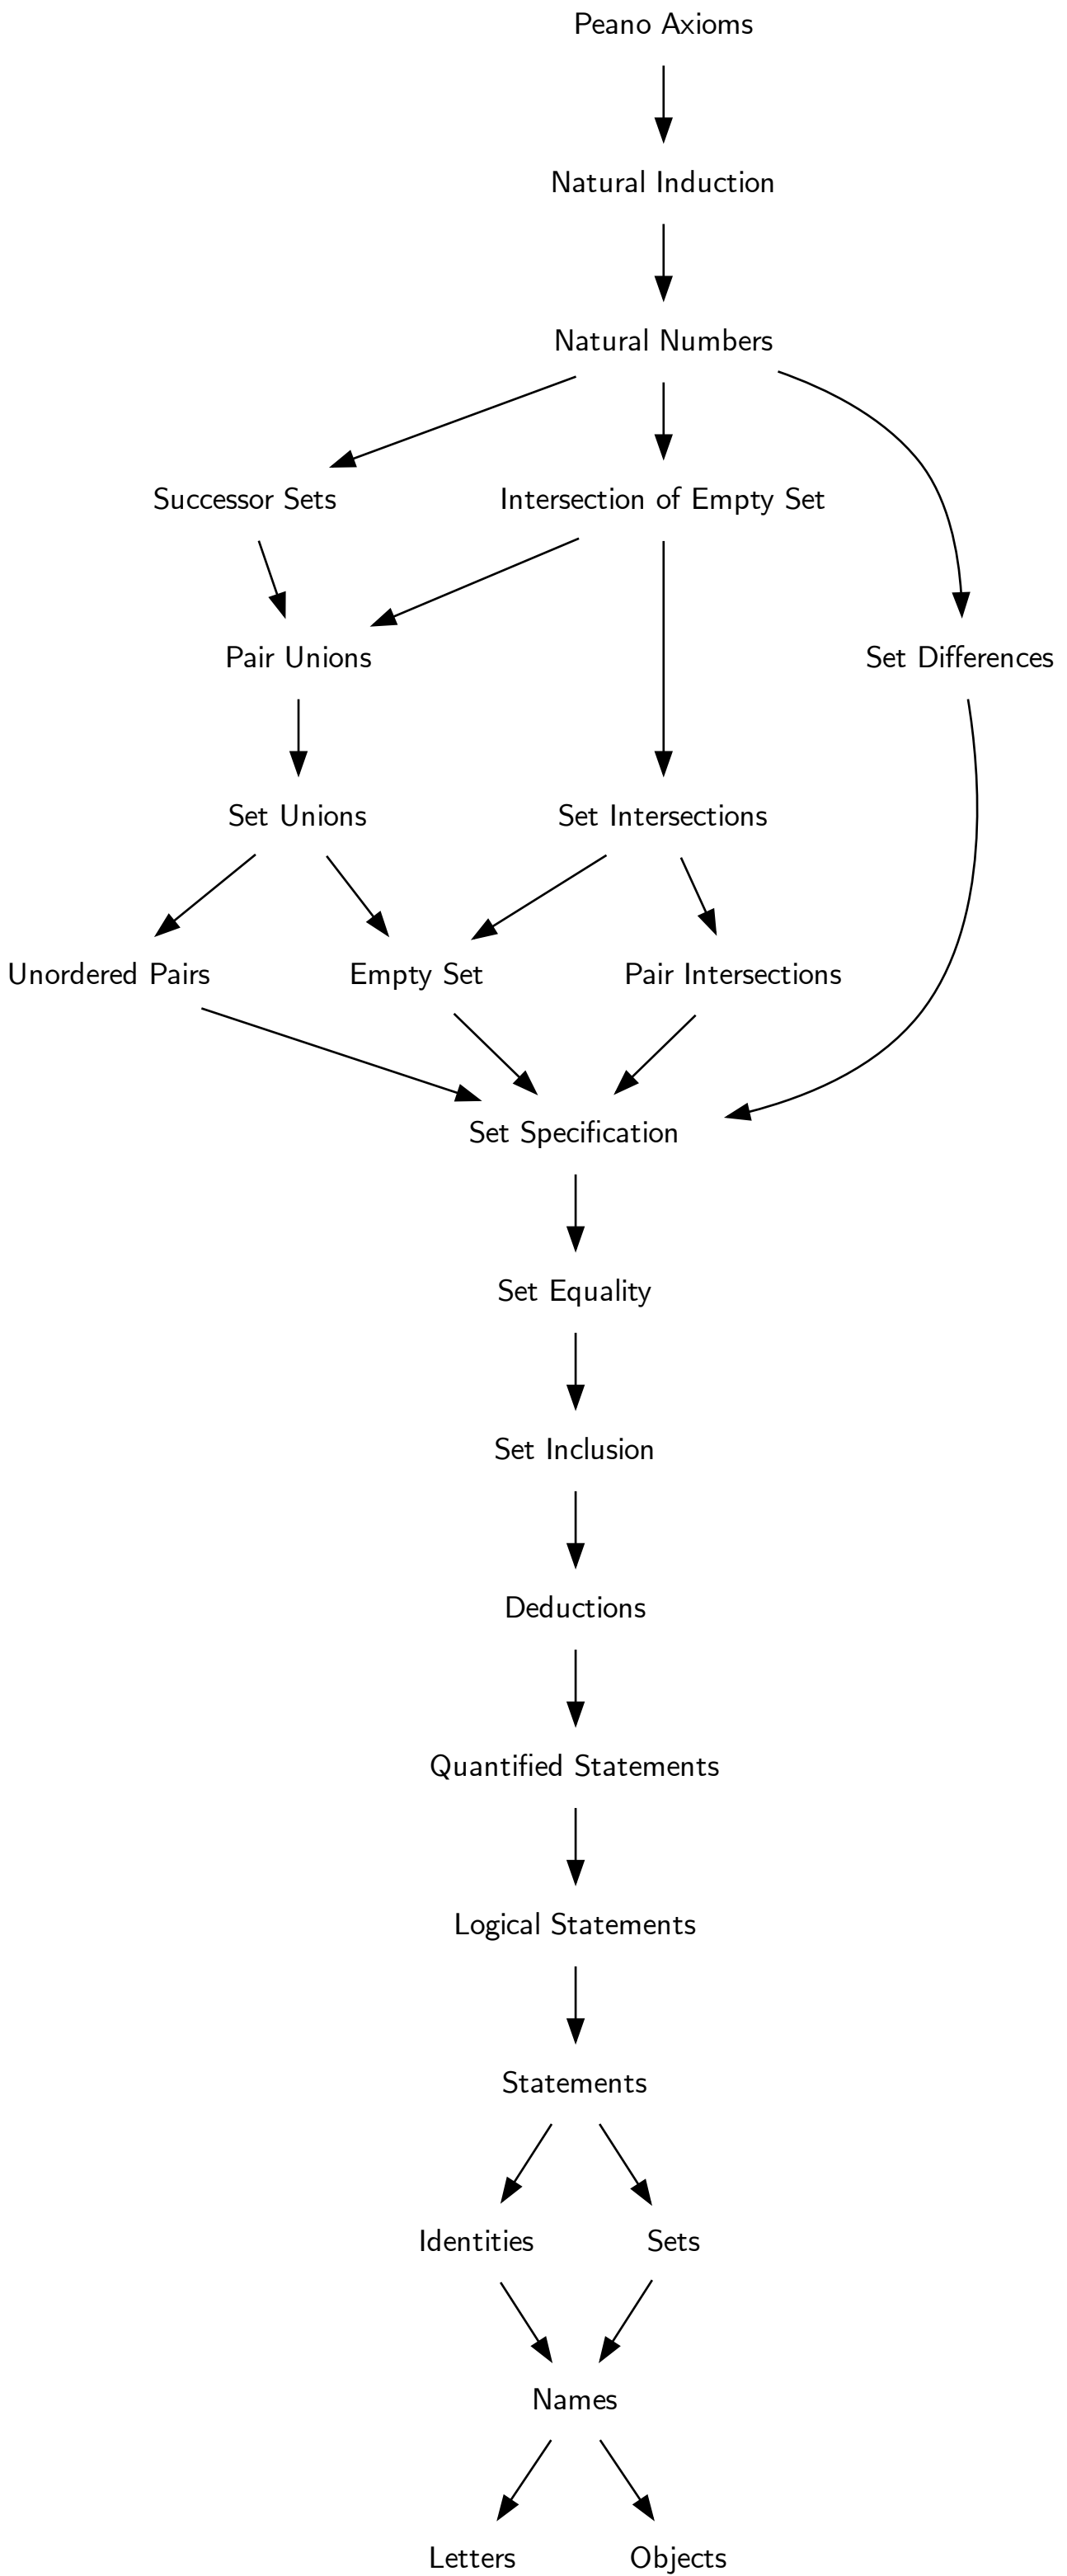 Peano Axioms
Natural Induction
Natural Numbers
Successor Sets
Intersection of Empty Set
Pair Unions
Set Differences
Set Unions
Set Intersections
Unordered Pairs
Empty Set
Pair Intersections
Set Specification
Set Equality
Set Inclusion
Deductions
Quantified Statements
Logical Statements
Statements
Identities
Sets
Names
Letters
Objects